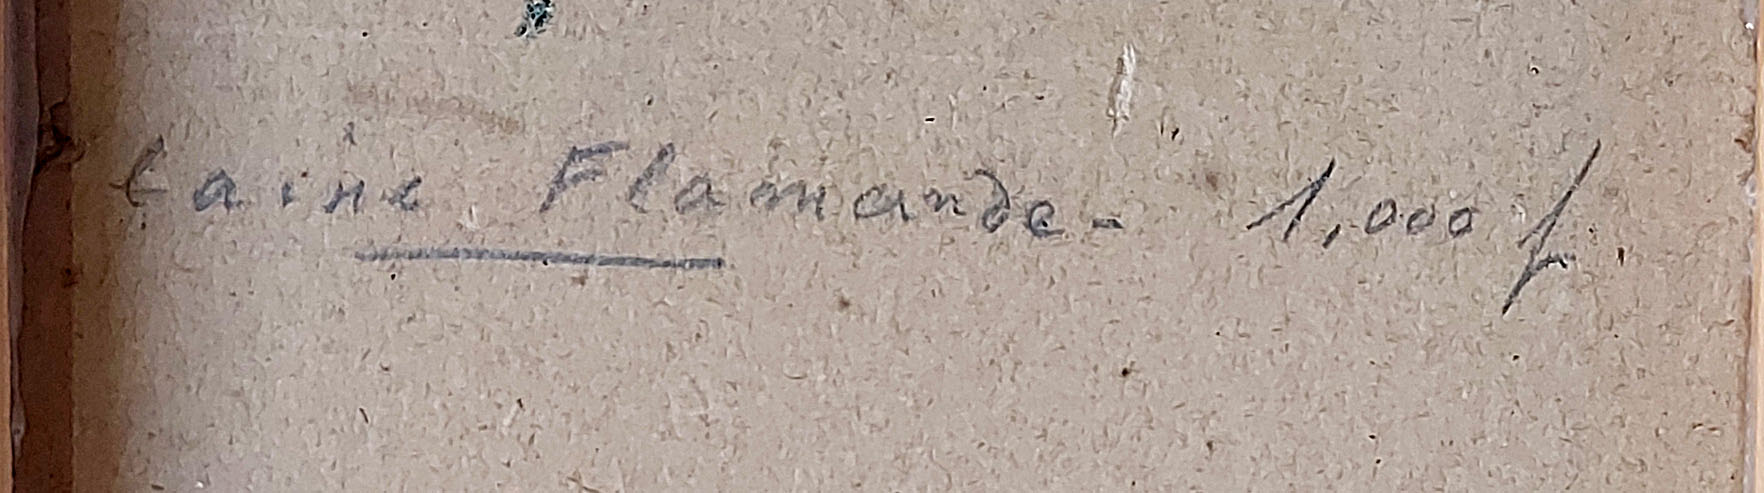 laine Flamande - 1,000 f